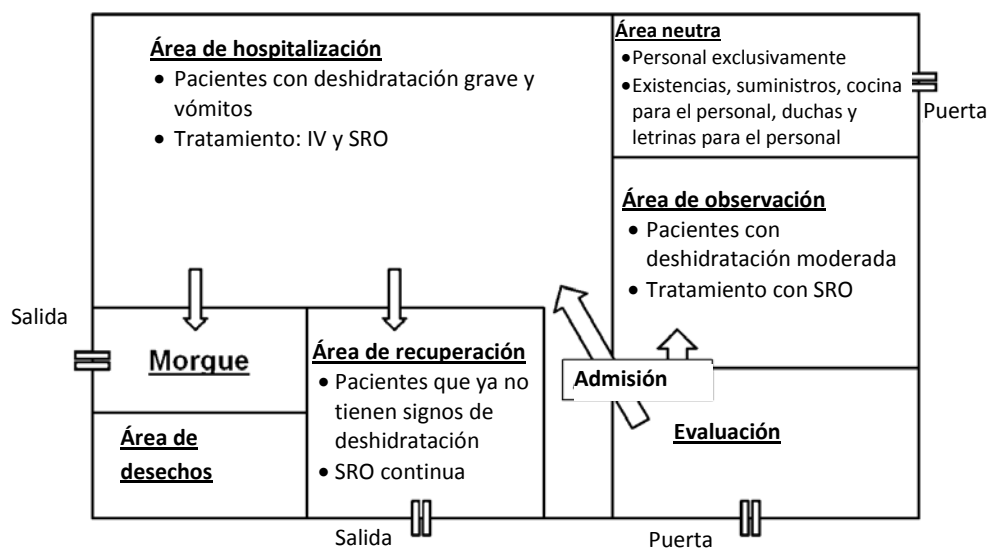 Área de hospitalización
• Pacientes con deshidratación grave y
vómitos
• Tratamiento: IV y SRO
Área neutra
•Personal exclusivamente
•Existencias, suministros, cocina
para el personal, duchas y
letrinas para el personal
Puerta
Área de observación
• Pacientes con
deshidratación moderada
• Tratamiento con SRO
Salida
Morgue
Área de recuperación
• Pacientes que ya no
tienen signos de
deshidratación
• SRO continua
Admisión
Evaluación
Área de
desechos
Salida
Puerta